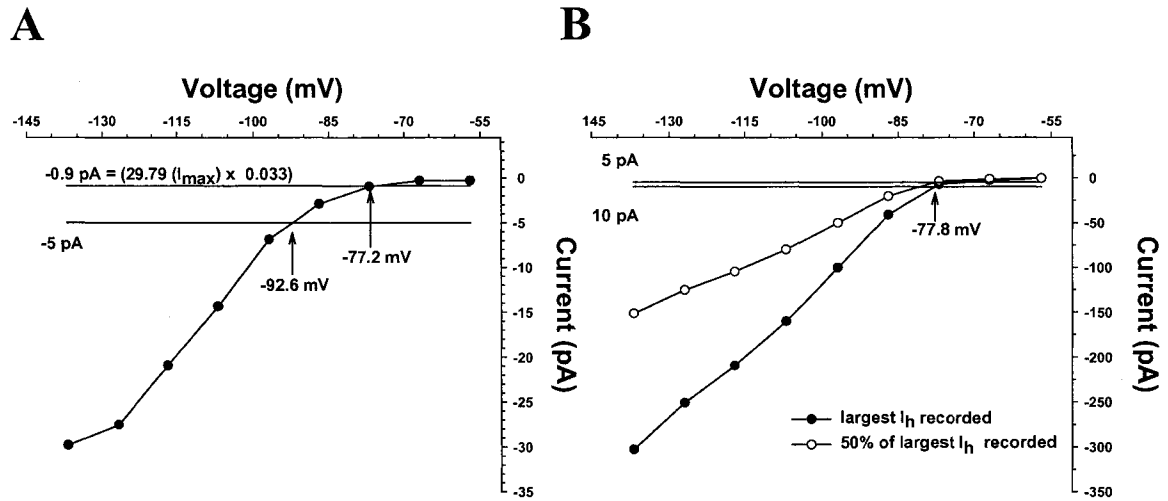 A
Voltage (mV)
-145 -130 -115 -100 -85 -70 -55
-0.9 pA = (29.79 (Imax) x 0.033)
-5 pA
-92.6 mV
-77.2 mV
0
-5
-10
-15
-20
-25
-30
-35
Current (pA)
B
Voltage (mV)
145 -130 -115 -100 -85 -70 -55
5 pA
10 pA
-77.8 mV
0
-50
-100
-150
-200
-250
-300
-350
Current (pA)
largest Ih recorded
50% of largest Ih recorded